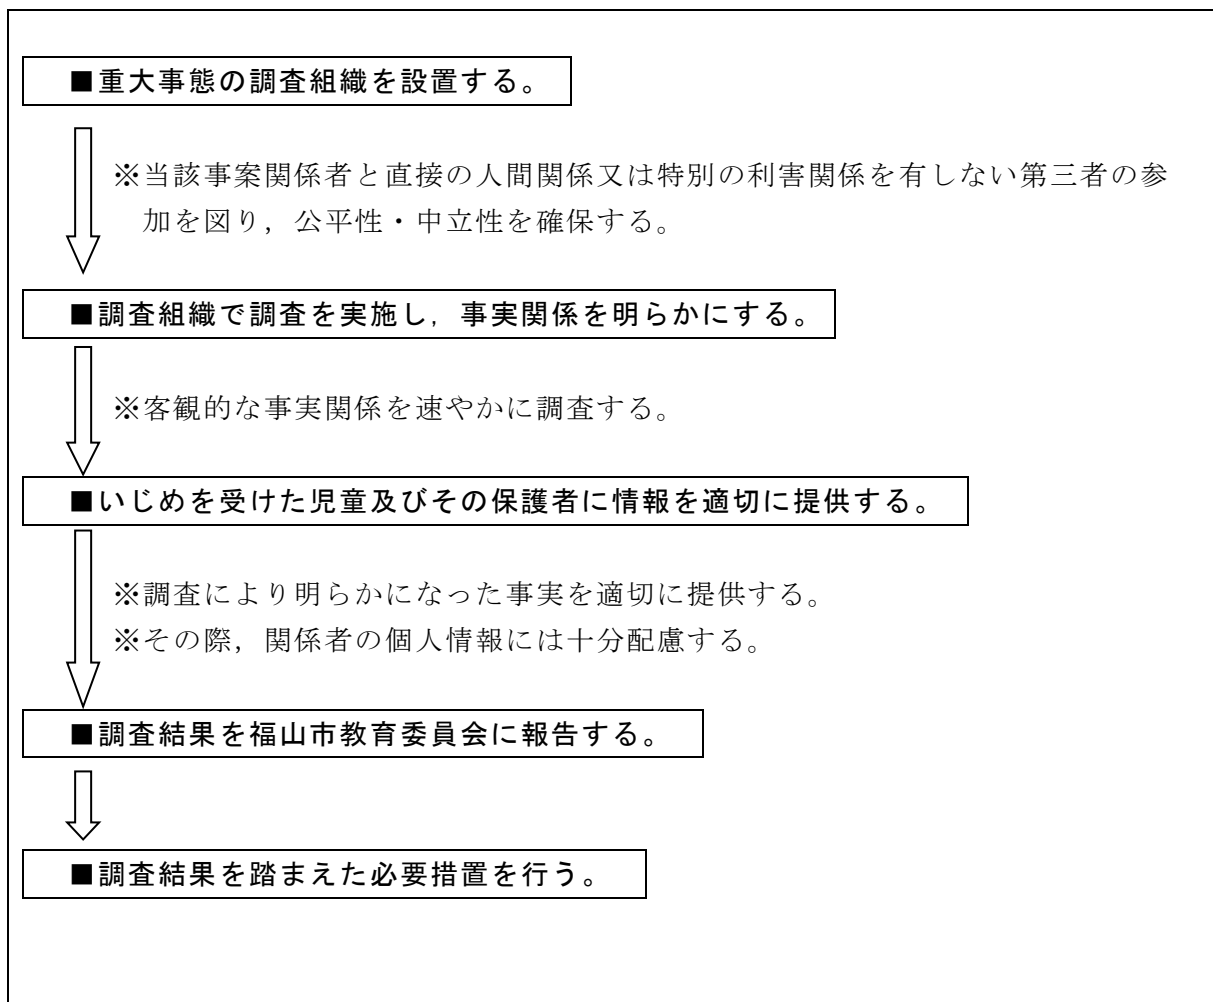 ■重大事態の調査組織を設置する。
※当該事案関係者と直接の人間関係又は特別の利害関係を有しない第三者の参
加を図り，公平性・中立性を確保する。
■調査組織で調査を実施し，事実関係を明らかにする。
※客観的な事実関係を速やかに調査する。
■いじめを受けた児童及びその保護者に情報を適切に提供する。
※調査により明らかになった事実を適切に提供する。
※その際，関係者の個人情報には十分配慮する。
■調査結果を福山市教育委員会に報告する。
■調査結果を踏まえた必要措置を行う。